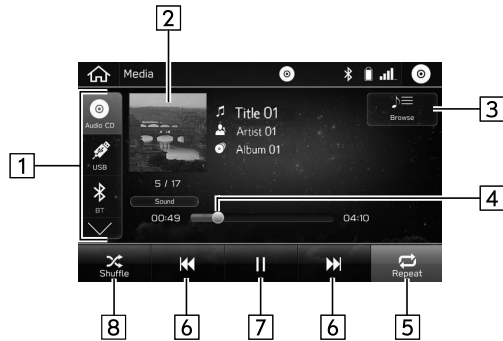 2
Media
Audio CD
USB
BT
Title 01
Artist 01
Album 01
Browse
3
1
5 / 17
Sound
4
00:49
04:10
Shuffle
Repeat
8
6
7
6
5